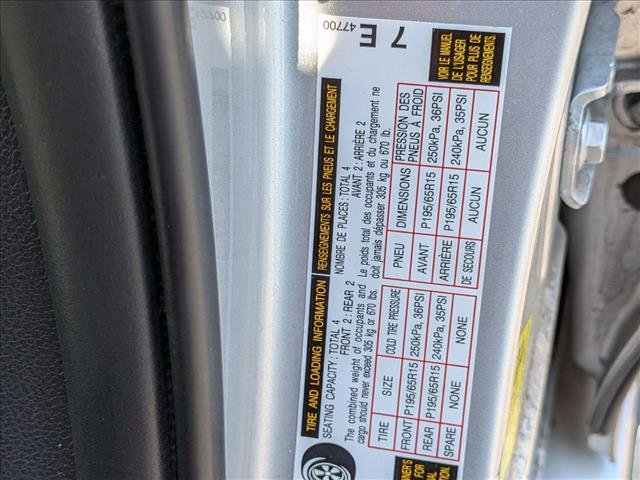 TIRE AND LOADING INFORMATION
SEATING CAPACITY: TOTAL 4
FRONT 2: REAR 2
The combined weight of occupants and
cargo should never exceed 305 kg or 670 lbs.
TIRE SIZE COLD TIRE PRESSURE
FRONT P195/65R15 250kPa, 36PSI
REAR P195/65R15 240kPa, 35PSI
SPARE NONE NONE
RENSEIGNEMENTS SUR LES PNEUS ET LE CHARGEMENT
NOMBRE DE PLACES: TOTAL 4
AVANT 2: ARRIÈRE 2
Le poids total des occupants et du chargement ne
doit jamais dépasser 305 kg ou 670 lb.
PNEU DIMENSIONS PRESSION DES
PNEUS À FROID
AVANT P195/65R15 250kPa, 36PSI
ARRIÈRE P195/65R15 240kPa, 35PSI
DE SECOURS AUCUN AUCUN
47700
7E
VOIR LE MANUEL
DE L'USAGER
POUR PLUS DE
RENSEIGNEMENTS.